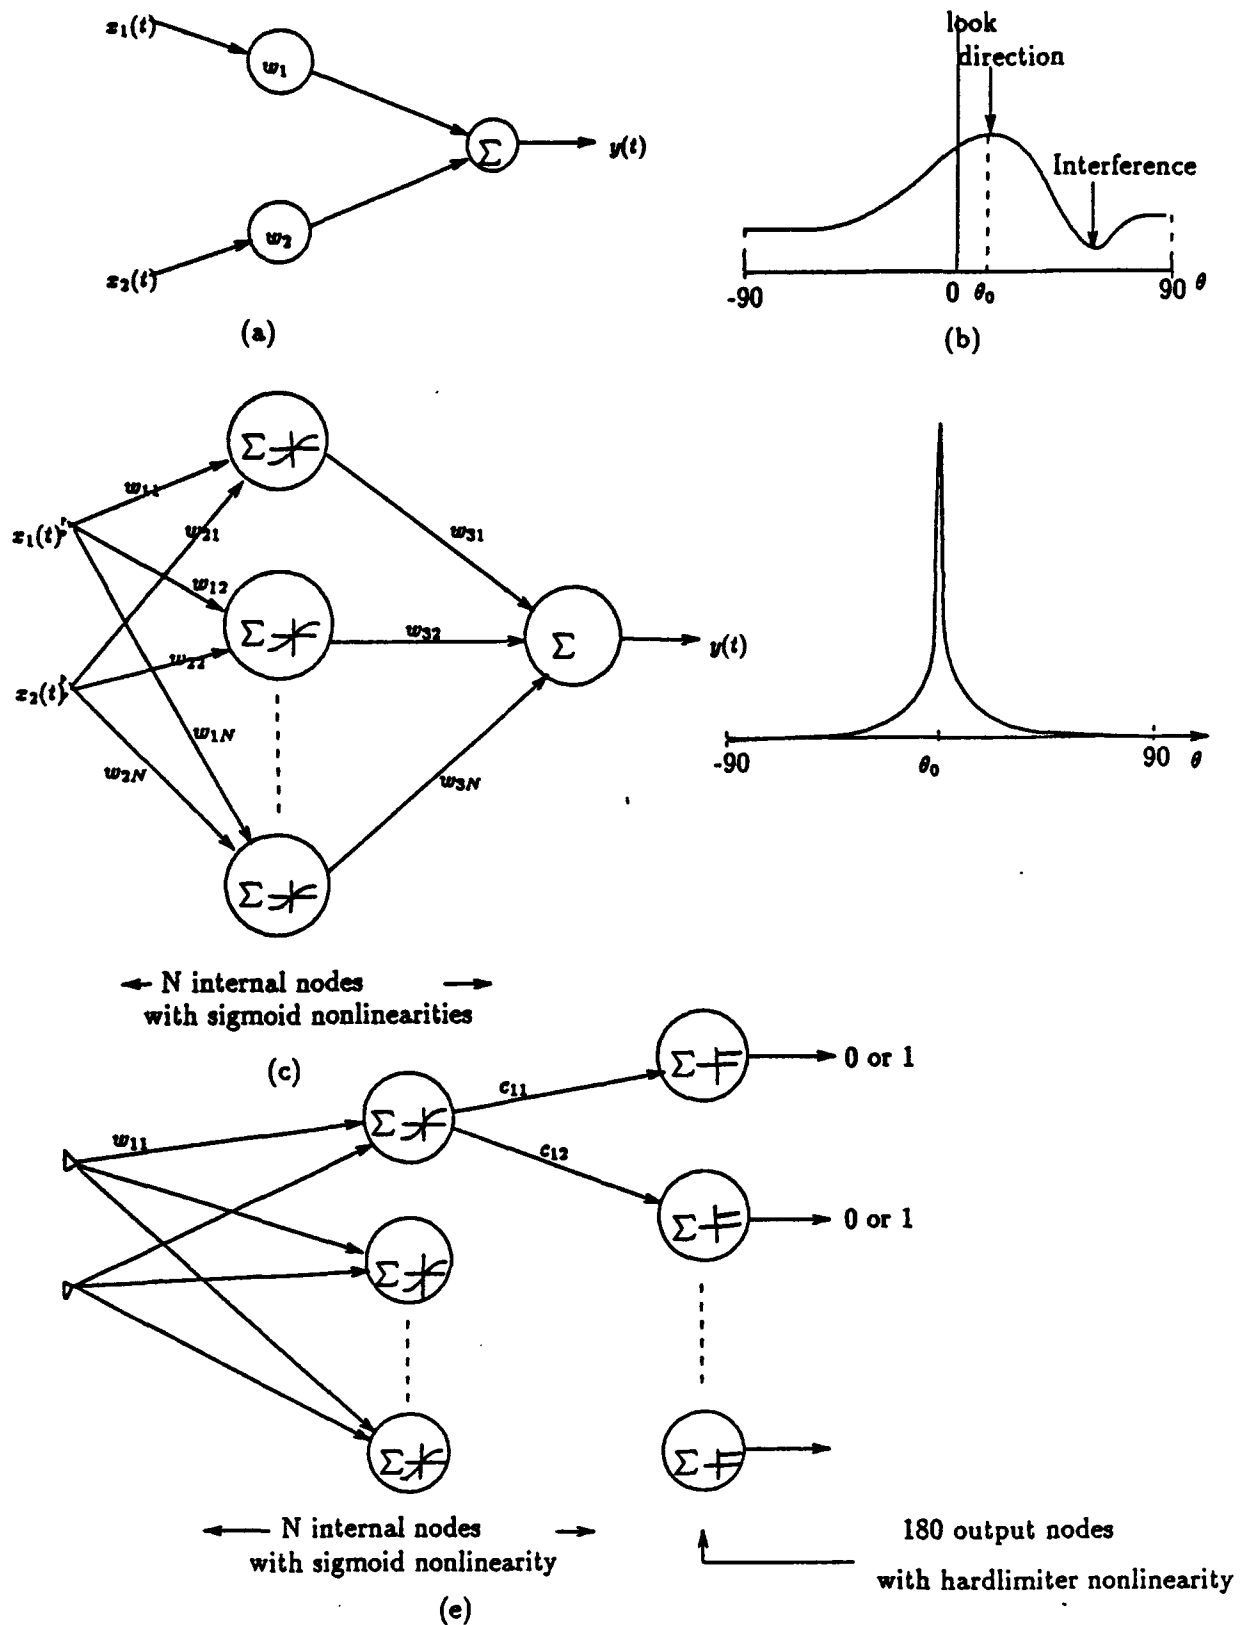 x₁(t)
w₁
Σ
y(t)
w₂
x₂(t)
(a)
look
direction
Interference
-90
0
θ₀
90
θ
(b)
Σ
w₁₁
x₁(t)
w₂₁
w₃₁
w₁₂
Σ
w₃₂
Σ
y(t)
w₂₂
x₂(t)
w₁N
w₂N
w₃N
Σ
-90
θ₀
90
θ
N internal nodes
with sigmoid nonlinearities
(c)
Σ
0 or 1
c₁₁
w₁₁
Σ
c₁₂
Σ
0 or 1
Σ
Σ
Σ
N internal nodes
with sigmoid nonlinearity
180 output nodes
with hardlimiter nonlinearity
(e)